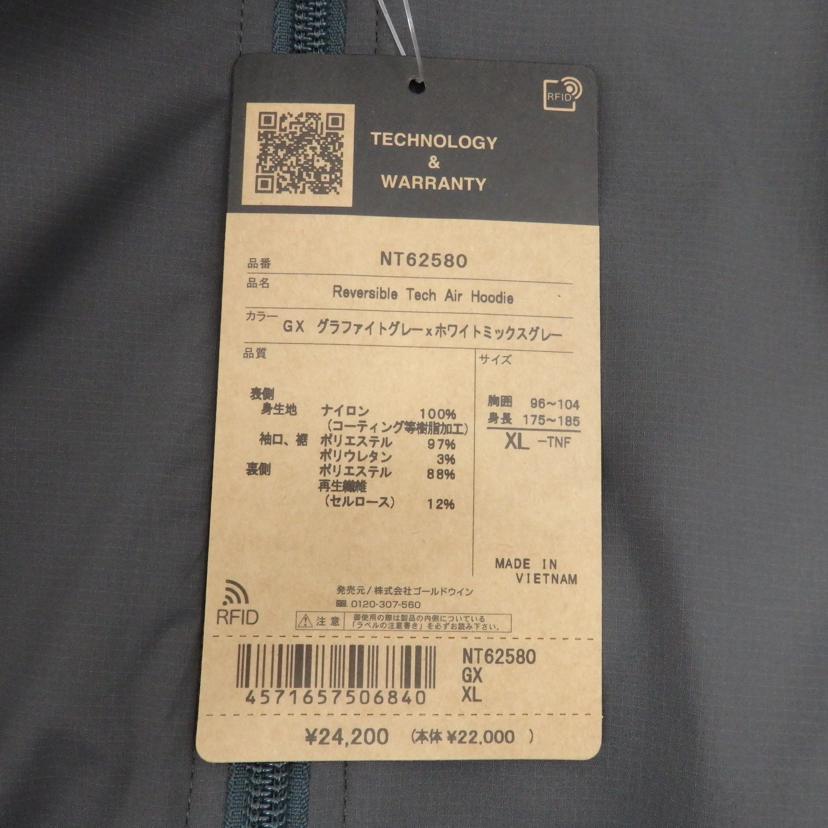 RFID
TECHNOLOGY
&
WARRANTY
品番 NT62580
品名 Reversible Tech Air Hoodie
カラー GX グラファイトグレーxホワイトミックスグレー
品質
サイズ
表側
身生地 ナイロン 100%
(コーティング等樹脂加工)
袖口、裾 ポリエステル 97%
ポリウレタン 3%
裏側 ポリエステル 88%
再生繊維
(セルロース) 12%
胸囲 96~104
身長 175~185
XL -TNF
MADE IN
VIETNAM
RFID
発売元/株式会社ゴールドウイン
0120-307-560
注意 御使用の際は製品の内側についている
「ラベルの注意書き」を必ずお読み下さい。
4571657506840
NT62580
GX
XL
¥24,200 (本体 ¥22,000 )